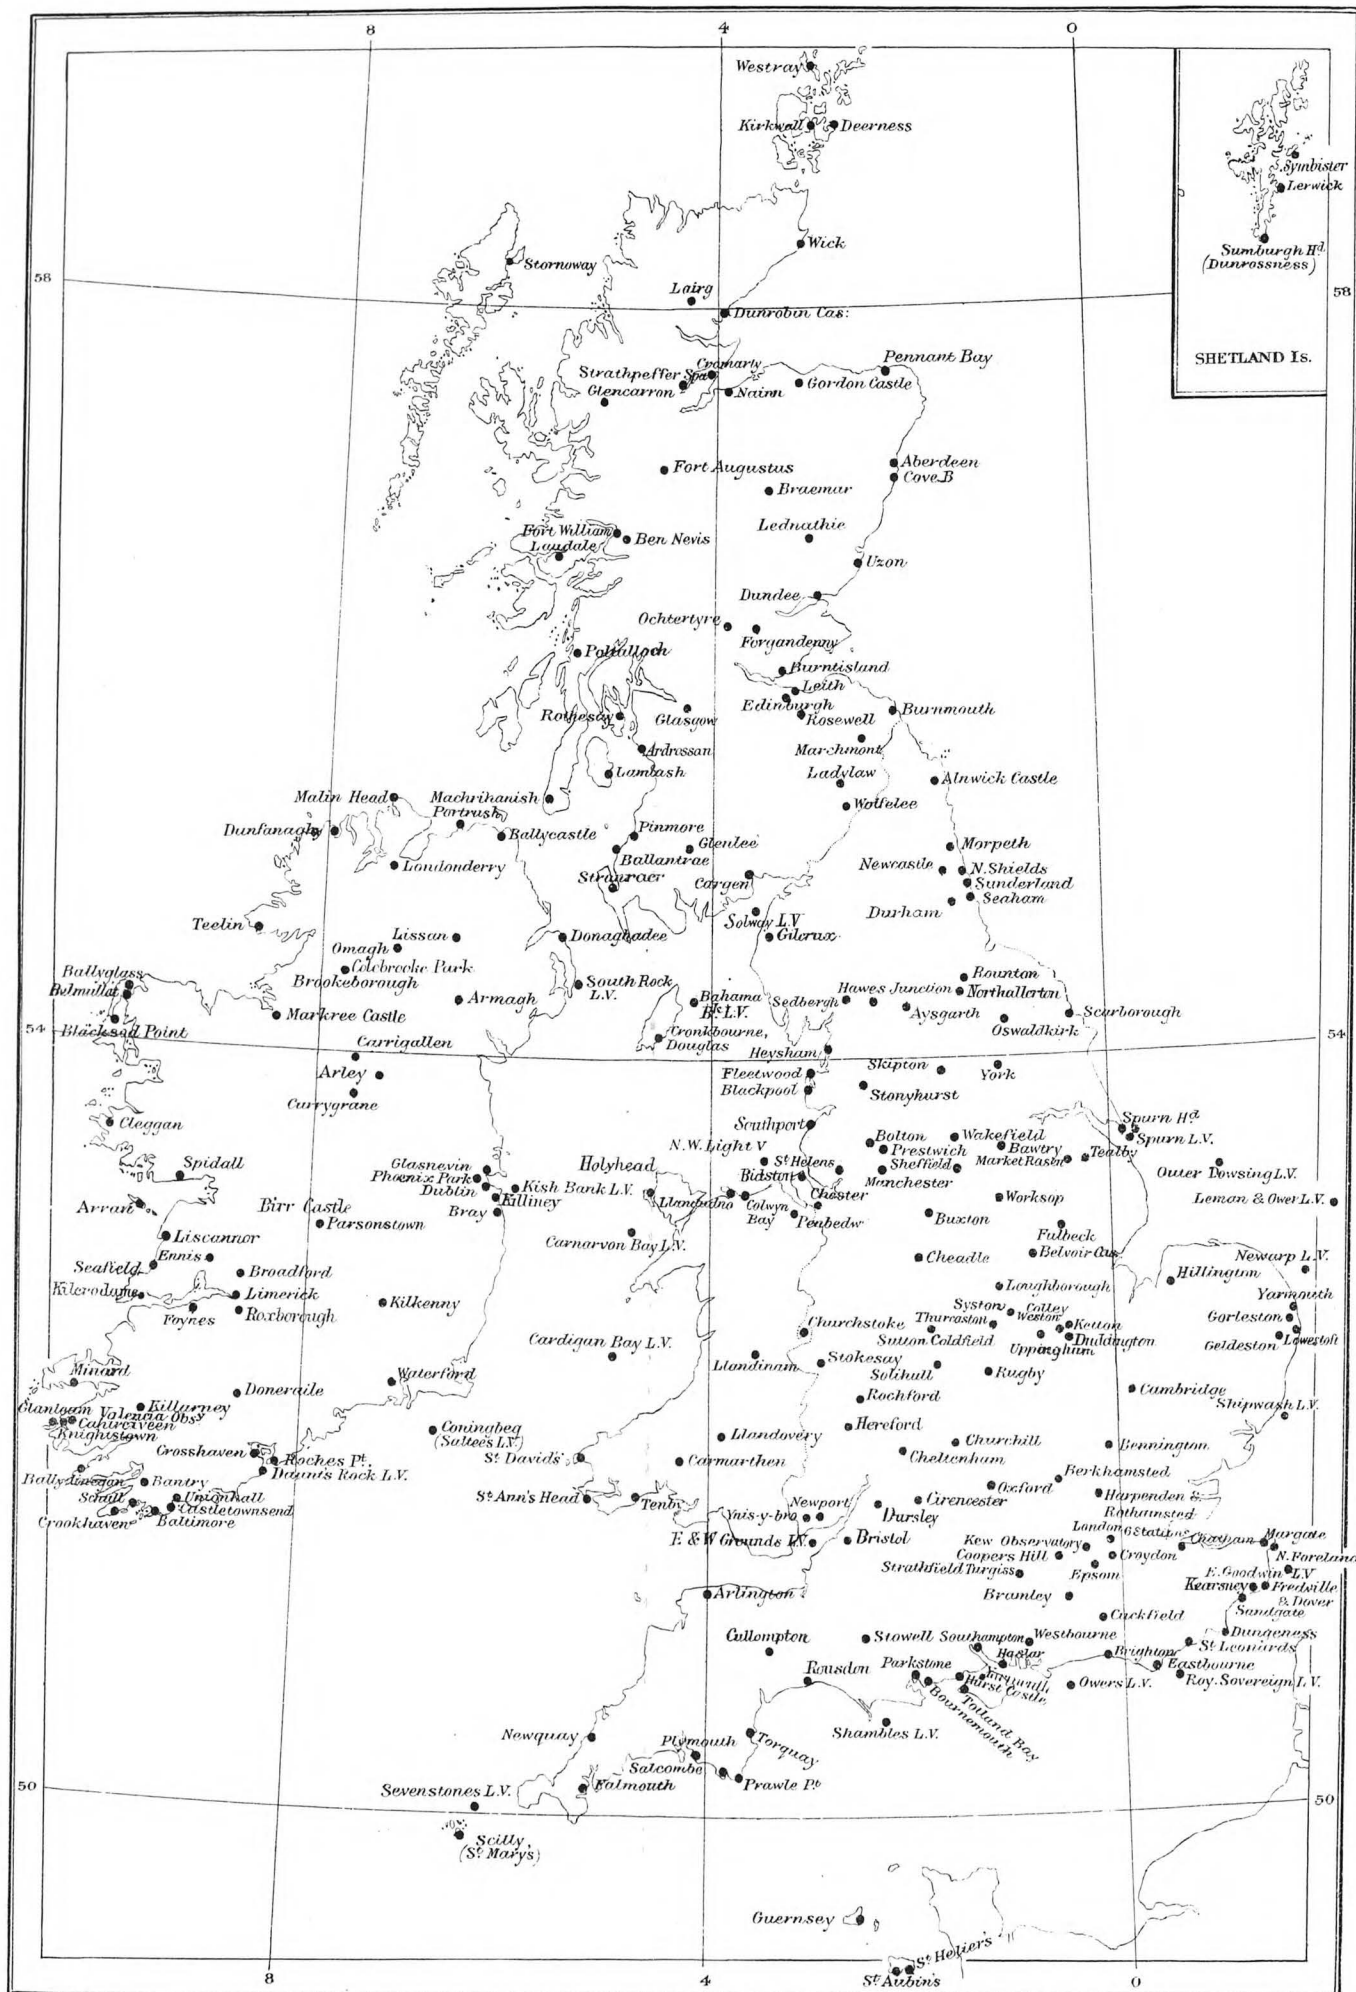 8
4
0
Westray
Kirkwall
Deerness
Symbister
Lerwick
Sumburgh Hd.
(Dunrossness)
SHETLAND Is.
Wick
Stornoway
58
58
Lairg
Dunrobin Cas:
Cromarty
Strathpeffer Spa
Glencarron
Nairn
Pennant Bay
Gordon Castle
Fort Augustus
Aberdeen
Cove B
Braemar
Lednathie
Fort William
Laudale
Ben Nevis
Uzon
Dundee
Ochtertyre
Forgandenny
Poltalloch
Burntisland
Leith
Edinburgh
Rosewell
Rothesay
Glasgow
Burnmouth
Ardrossan
Marchmont
Lamlash
Ladylaw
Alnwick Castle
Malin Head
Machrihanish
Portrush
Wolfelee
Dunfanaghy
Ballycastle
Pinmore
Ballantrae
Glenlee
Morpeth
Londonderry
Stranraer
Cargen
Newcastle
N. Shields
Sunderland
Seaham
Durham
Teelin
Solway L.V
Gilcrux
Lissan
Omagh
Donaghadee
Colebrooke Park
Brookeborough
Ballyglass
Belmullet
Blacksod Point
Armagh
South Rock
L.V.
Markree Castle
Bahama
Bk. L.V.
Cronkbourne,
Douglas
Rounton
Hawes Junction
Northallerton
Sedbergh
Aysgarth
Oswaldkirk
Scarborough
54
54
Carrigallen
Arley
Currygrane
Heysham
Fleetwood
Blackpool
Skipton
York
Stonyhurst
Cleggan
Southport
Spurn Hd.
Spurn L.V.
N.W. Light V
Bolton
Prestwich
Wakefield
Bawtry
Market Rasen
Tealby
Sheffield
Manchester
Outer Dowsing L.V.
Spidall
Glasnevin
Phoenix Park
Dublin
Killiney
Kish Bank L.V.
Bray
Holyhead
St. Helens
Bidston
Chester
Llandudno
Colwyn
Bay
Penbedw
Worksop
Leman & Ower L.V.
Arran
Birr Castle
Parsonstown
Liscannor
Carnarvon Bay L.V.
Buxton
Fulbeck
Belvoir Cas.
Cheadle
Newarp L.V.
Hillington
Ennis
Seafield
Broadford
Kilcrodame
Limerick
Roxborough
Foynes
Kilkenny
Loughborough
Yarmouth
Gorleston
Lowestoft
Geldeston
Syston
Colley
Weston
Thurcaston
Ketton
Duddington
Uppingham
Sutton Coldfield
Churchstoke
Cardigan Bay L.V.
Llandinam
Stokesay
Solihull
Rugby
Minard
Waterford
Rochford
Cambridge
Shipwash L.V.
Doneraile
Glanleam
Killarney
Valencia Obsy.
Cahirciveen
Knightstown
Coningbeg
(Saltees L.V.)
Llandovery
Hereford
Churchill
Cheltenham
Bennington
Crosshaven
Roches Pt.
Daunt's Rock L.V.
St. David's
Carmarthen
Bantry
Schull
Unionhall
Castletownsend
Baltimore
Crookhaven
St. Ann's Head
Tenby
Berkhamsted
Oxford
Cirencester
Harpenden &
Rothamsted
Newport
Ynis-y-bro
Dursley
E & W Grounds L.V.
Bristol
London
6 Stations
Kew Observatory
Coopers Hill
Croydon
Chatham
Margate
N. Foreland
Strathfield Turgiss
Epsom
E. Goodwin L.V
Kearsney
Fredville
& Dover
Arlington
Bramley
Sandgate
Cuckfield
Dungeness
St. Leonards
Cullompton
Stowell
Southampton
Westbourne
Brighton
Eastbourne
Roy. Sovereign L.V.
Rousdon
Parkstone
Haslar
Hurst Castle
Owers L.V.
Totland Bay
Bournemouth
Shambles L.V.
Newquay
Plymouth
Torquay
Salcombe
Prawle Pt.
50
50
Sevenstones L.V.
Falmouth
Scilly,
(St. Mary's)
Guernsey
St. Helier's
St. Aubin's
8
4
0